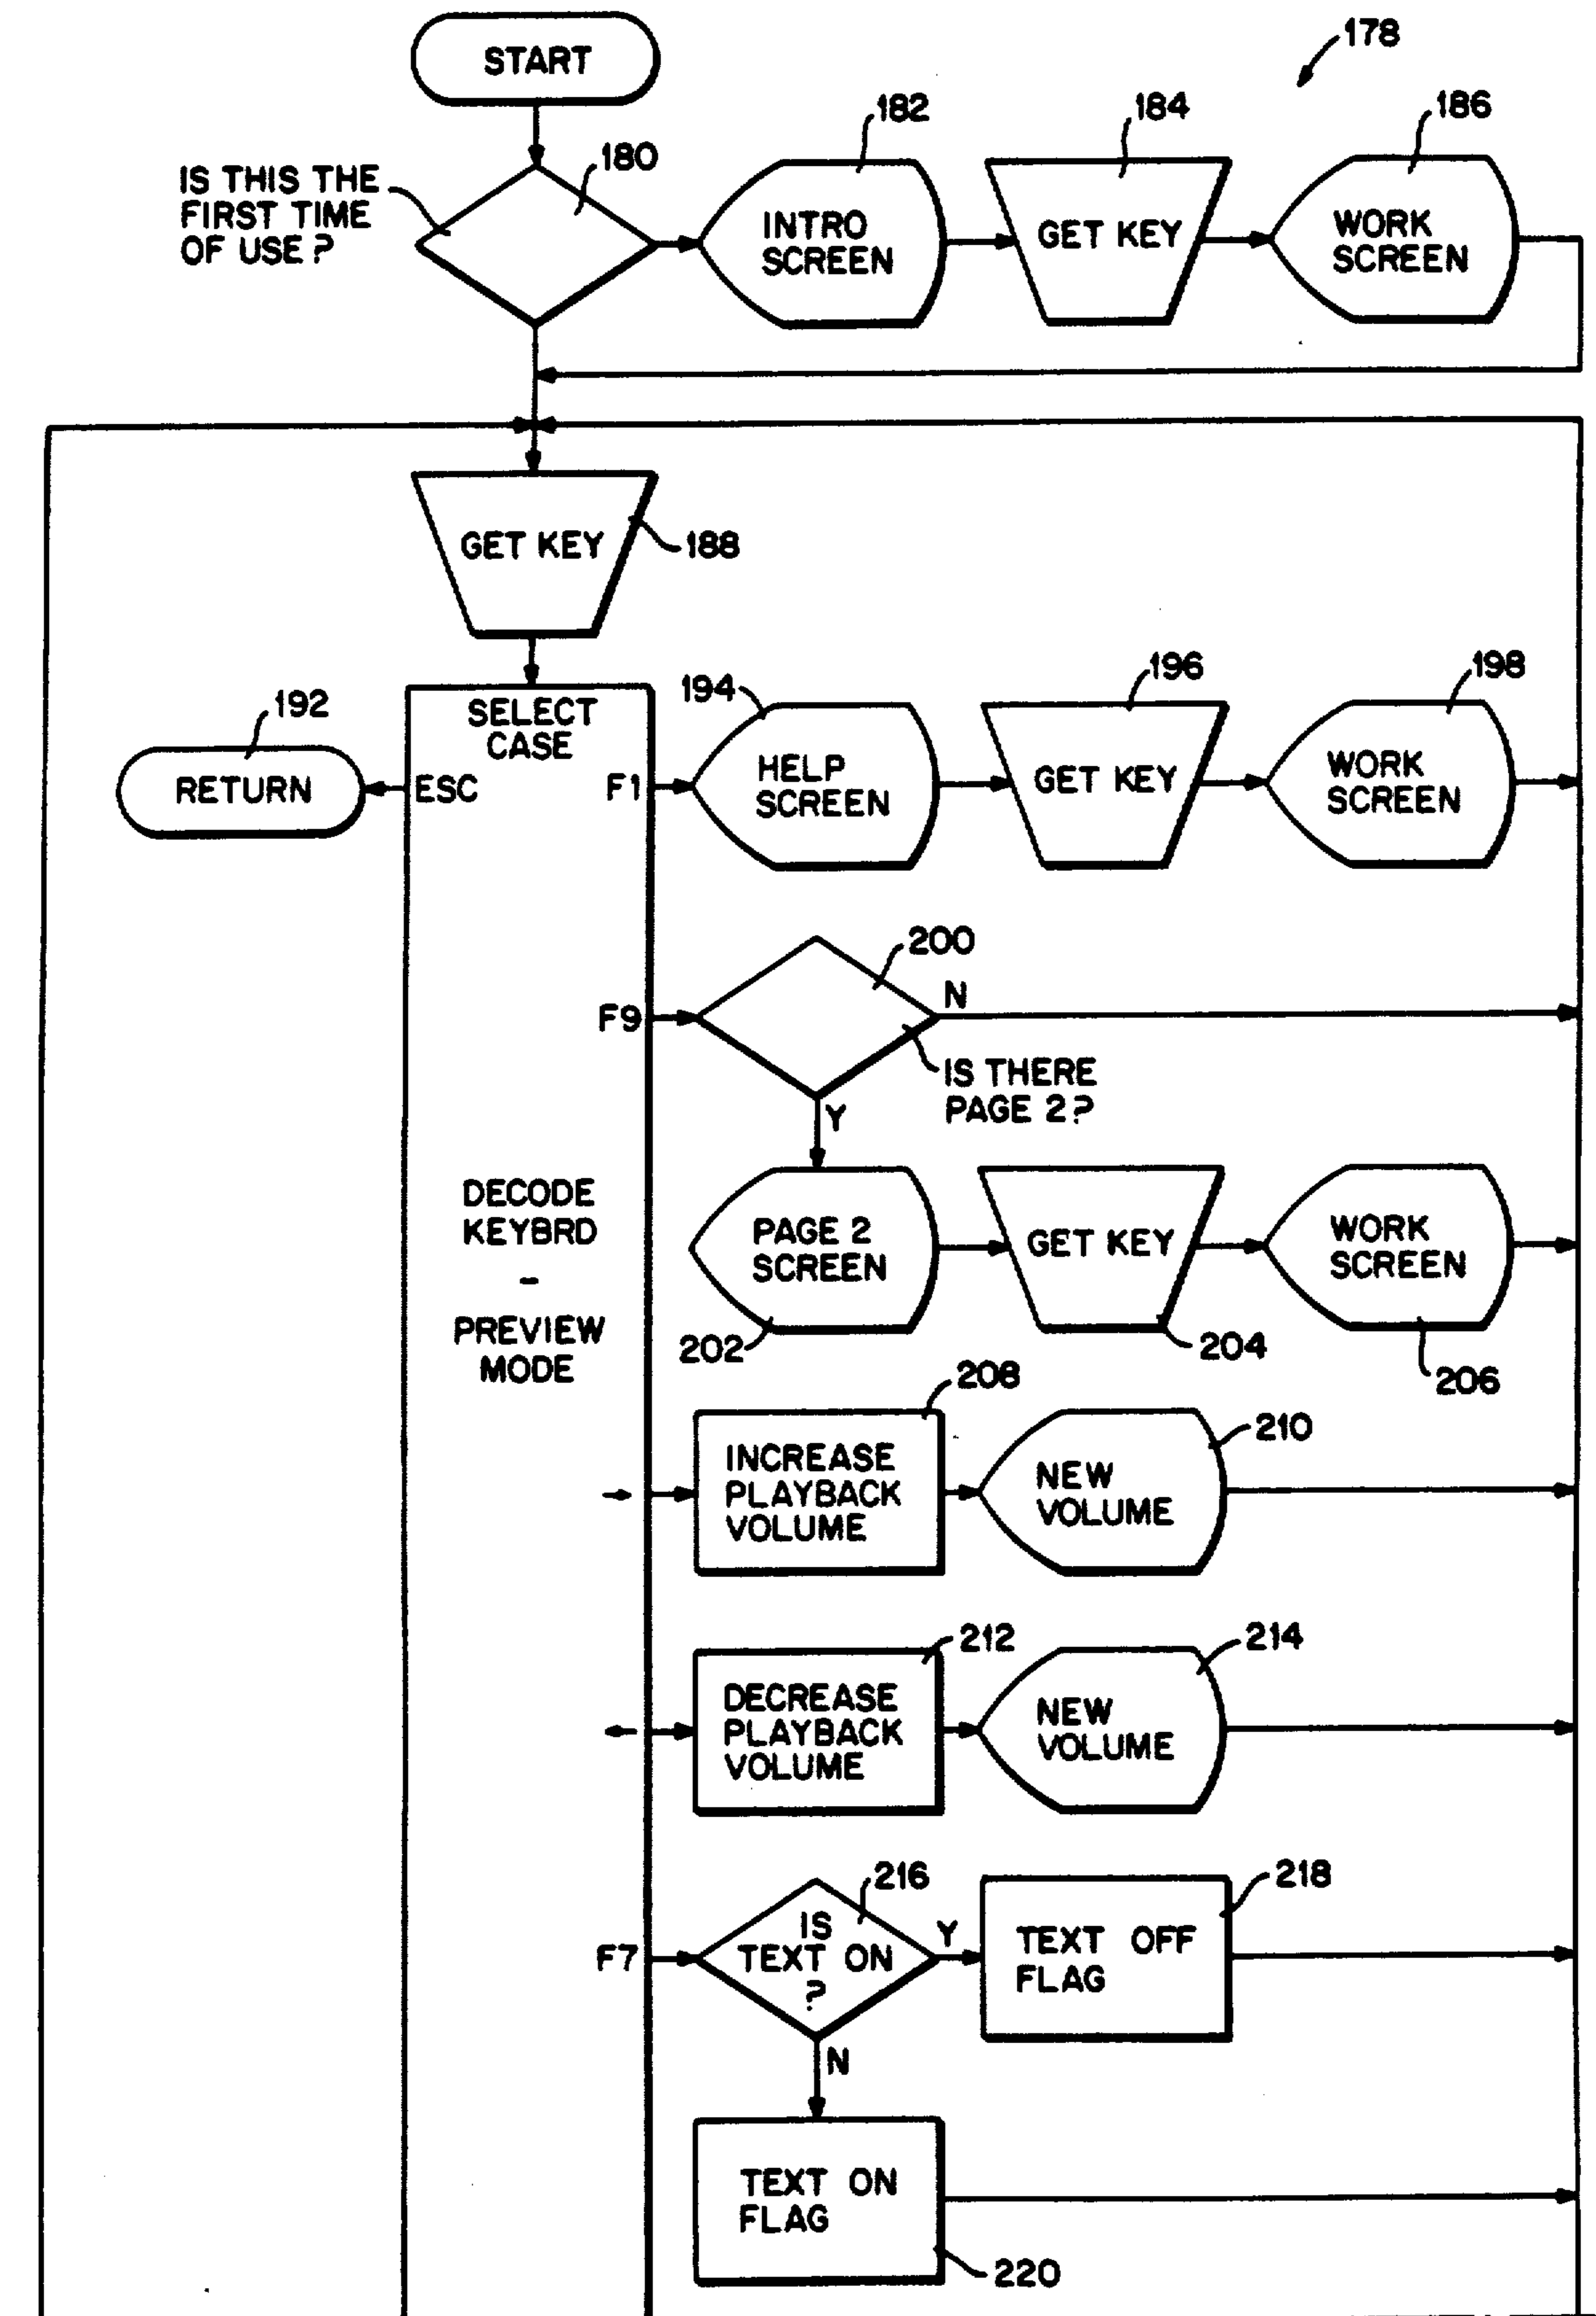 START
178
180
182
184
186
IS THIS THE
FIRST TIME
OF USE?
INTRO
SCREEN
GET KEY
WORK
SCREEN
GET KEY
188
192
RETURN
ESC
SELECT
CASE
F1
194
HELP
SCREEN
196
GET KEY
198
WORK
SCREEN
200
F9
N
IS THERE
PAGE 2?
Y
DECODE
KEYBRD
-
PREVIEW
MODE
PAGE 2
SCREEN
202
GET KEY
204
WORK
SCREEN
206
208
→
INCREASE
PLAYBACK
VOLUME
210
NEW
VOLUME
212
←
DECREASE
PLAYBACK
VOLUME
214
NEW
VOLUME
216
F7
IS
TEXT ON
?
Y
218
TEXT OFF
FLAG
N
TEXT ON
FLAG
220